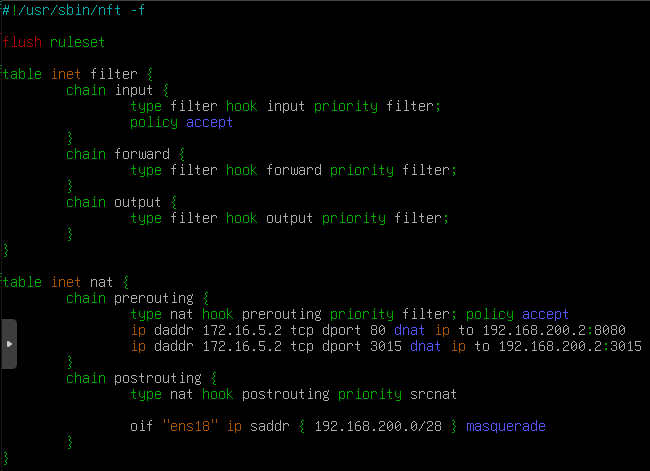 #!/usr/sbin/nft -f
flush ruleset
table inet filter {
chain input {
type filter hook input priority filter;
policy accept
}
chain forward {
type filter hook forward priority filter;
}
chain output {
type filter hook output priority filter;
}
}
table inet nat {
chain prerouting {
type nat hook prerouting priority filter; policy accept
ip daddr 172.16.5.2 tcp dport 80 dnat ip to 192.168.200.2:8080
ip daddr 172.16.5.2 tcp dport 3015 dnat ip to 192.168.200.2:3015
}
chain postrouting {
type nat hook postrouting priority srcnat
oif "ens18" ip saddr { 192.168.200.0/28 } masquerade
}
}